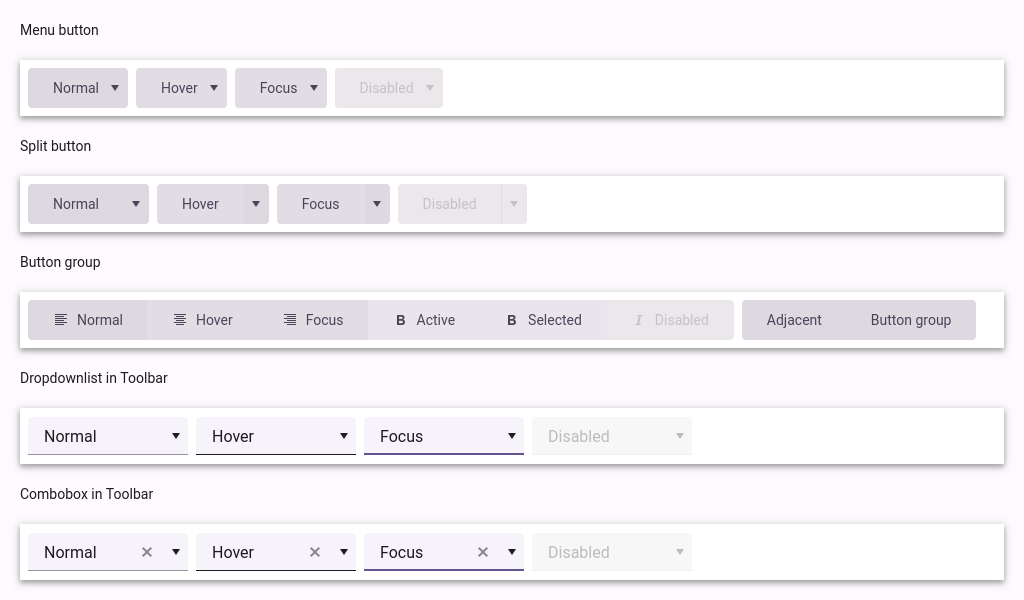 Menu button
Normal Hover Focus Disabled
Split button
Normal Hover Focus Disabled
Button group
Normal Hover Focus B Active B Selected I Disabled Adjacent Button group
Dropdownlist in Toolbar
Normal Hover Focus Disabled
Combobox in Toolbar
Normal Hover Focus Disabled